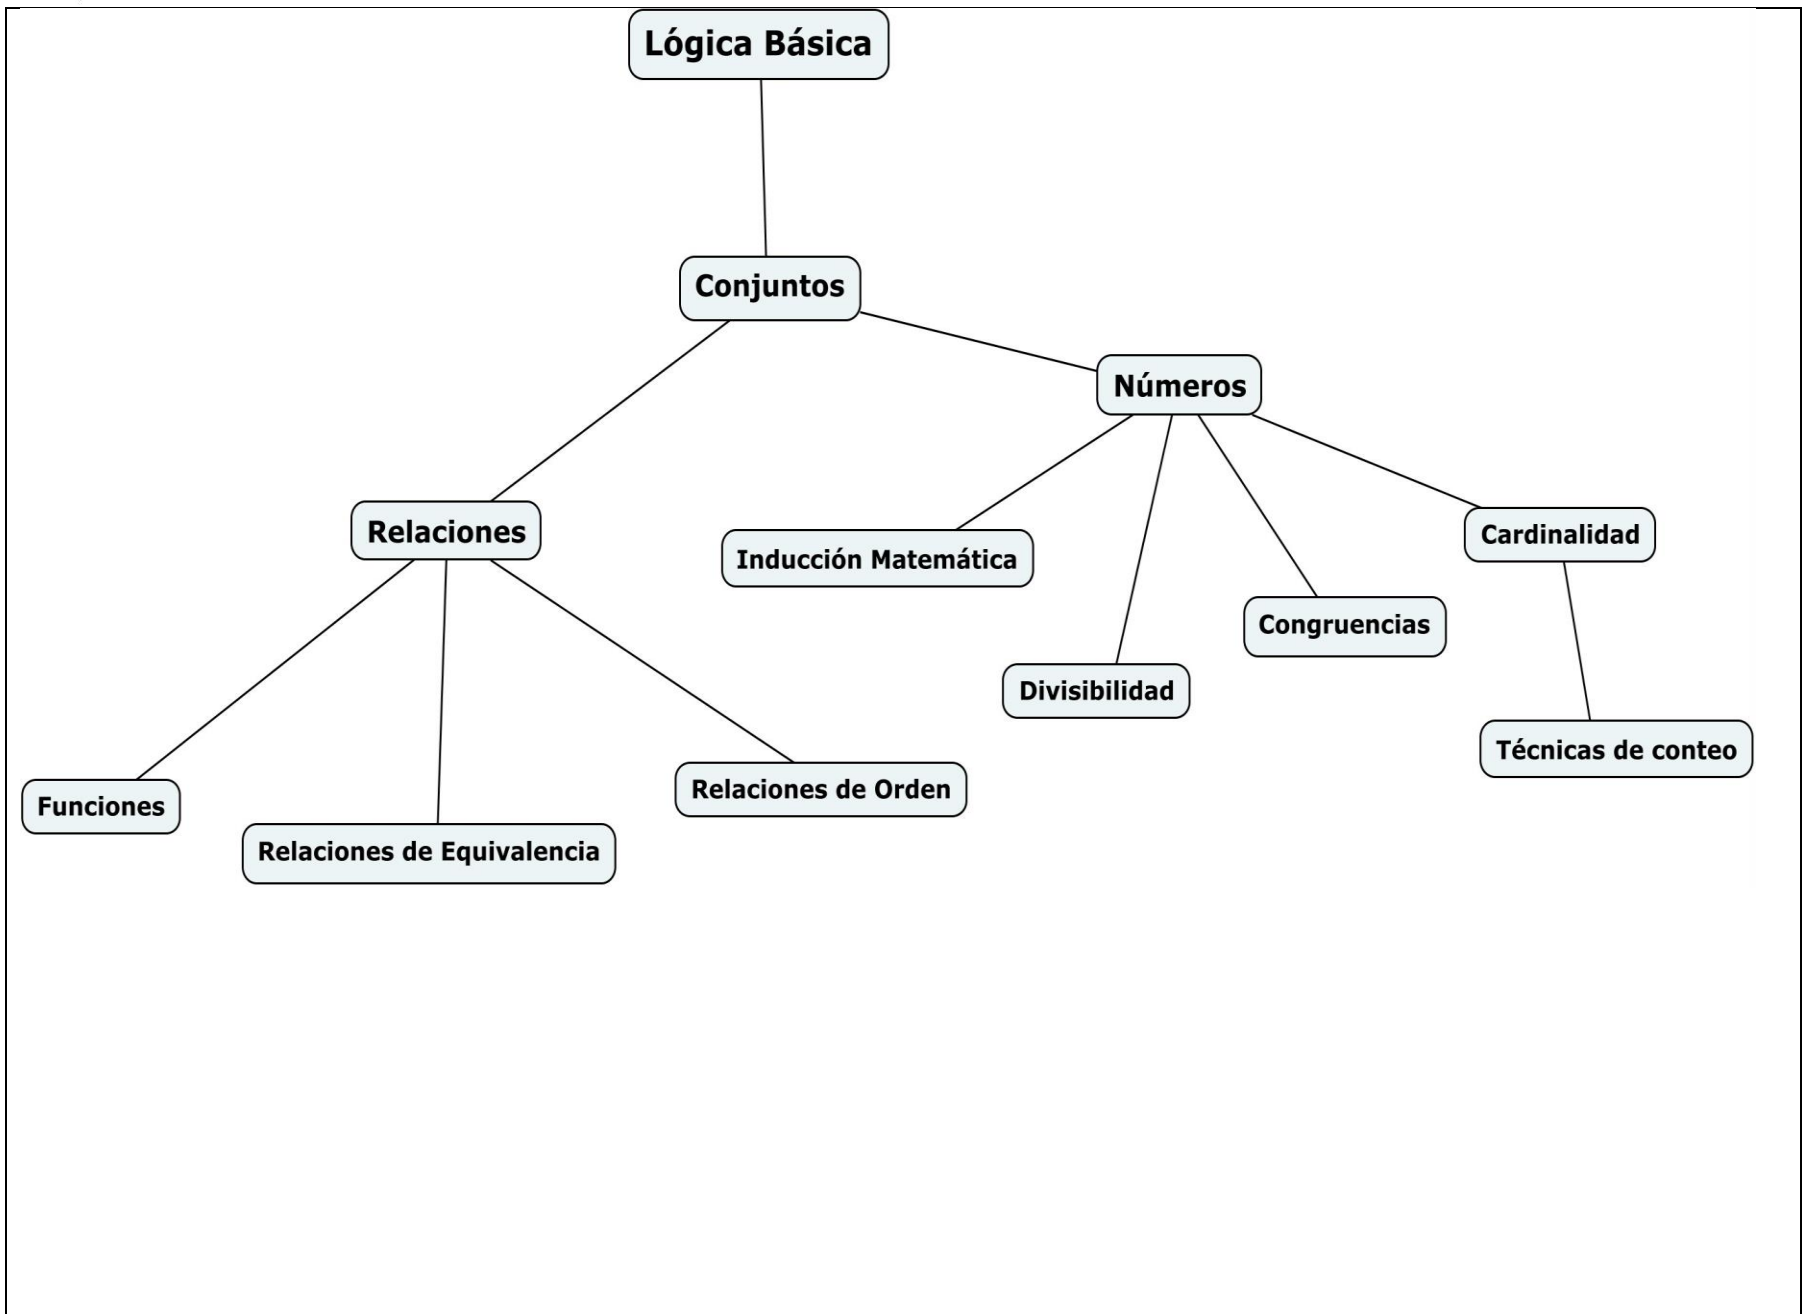 Lógica Básica
Conjuntos
Números
Relaciones
Inducción Matemática
Cardinalidad
Congruencias
Divisibilidad
Técnicas de conteo
Relaciones de Orden
Funciones
Relaciones de Equivalencia